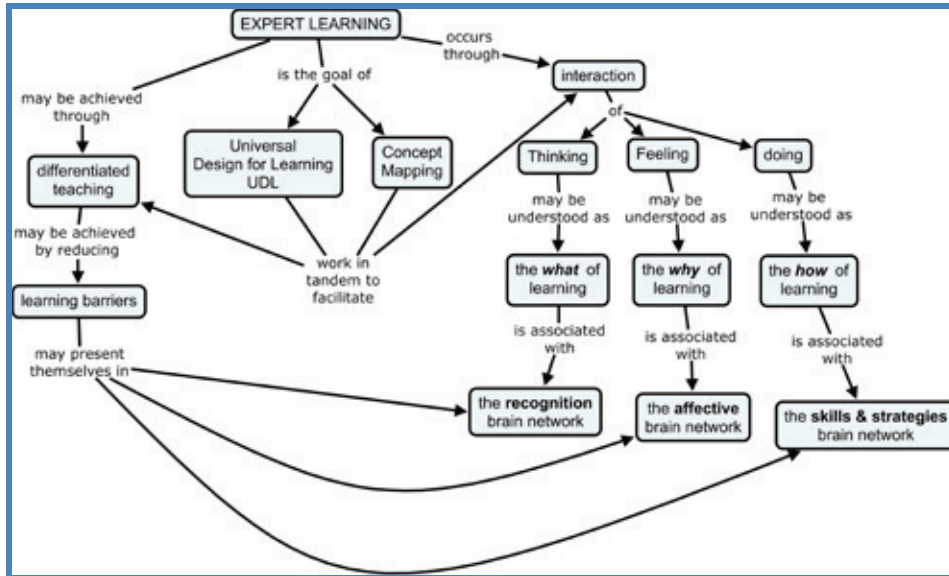 EXPERT LEARNING
occurs
through
is the goal of
may be achieved
through
interaction
of
Universal
Design for Learning
UDL
Concept
Mapping
Thinking
Feeling
doing
differentiated
teaching
may be
understood as
may be
understood as
may be
understood as
may be achieved
by reducing
work in
tandem to
facilitate
the what of
learning
the why of
learning
the how of
learning
learning barriers
is associated
with
is associated
with
is associated
with
may present
themselves in
the recognition
brain network
the affective
brain network
the skills & strategies
brain network